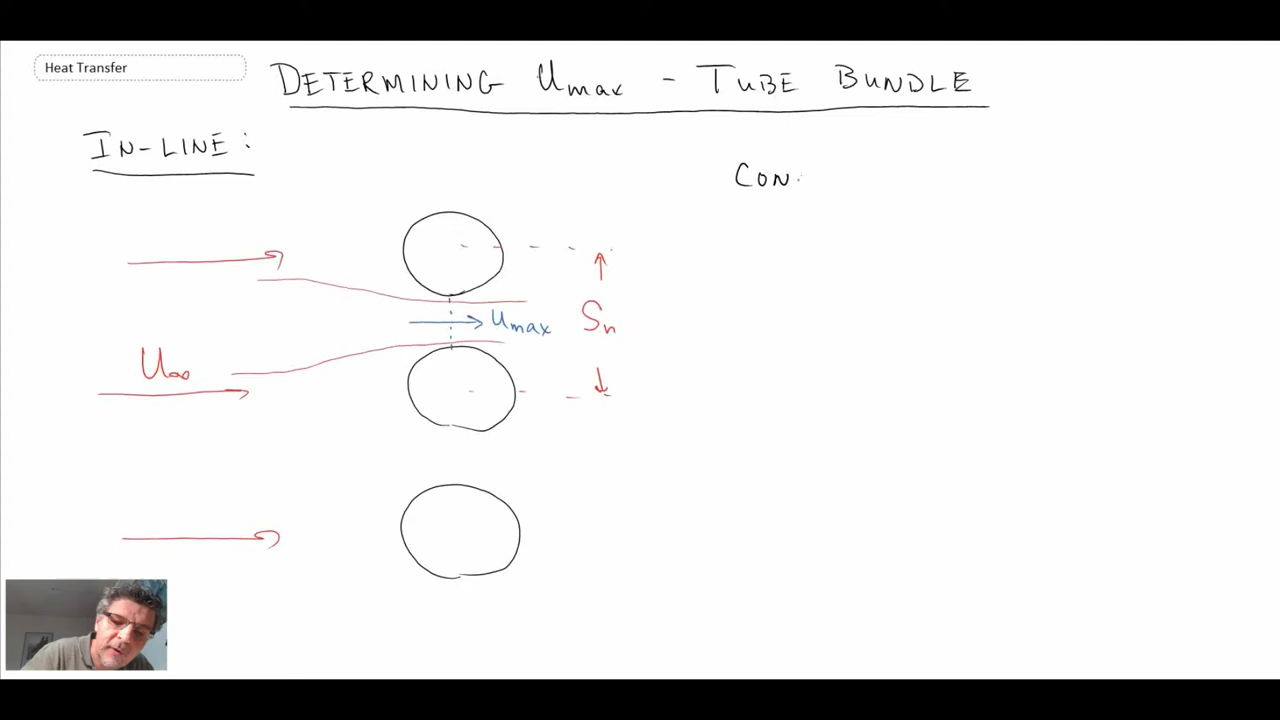 Heat Transfer
DETERMINING Umax - TUBE BUNDLE
IN-LINE:
CON
Umax
Sn
U∞